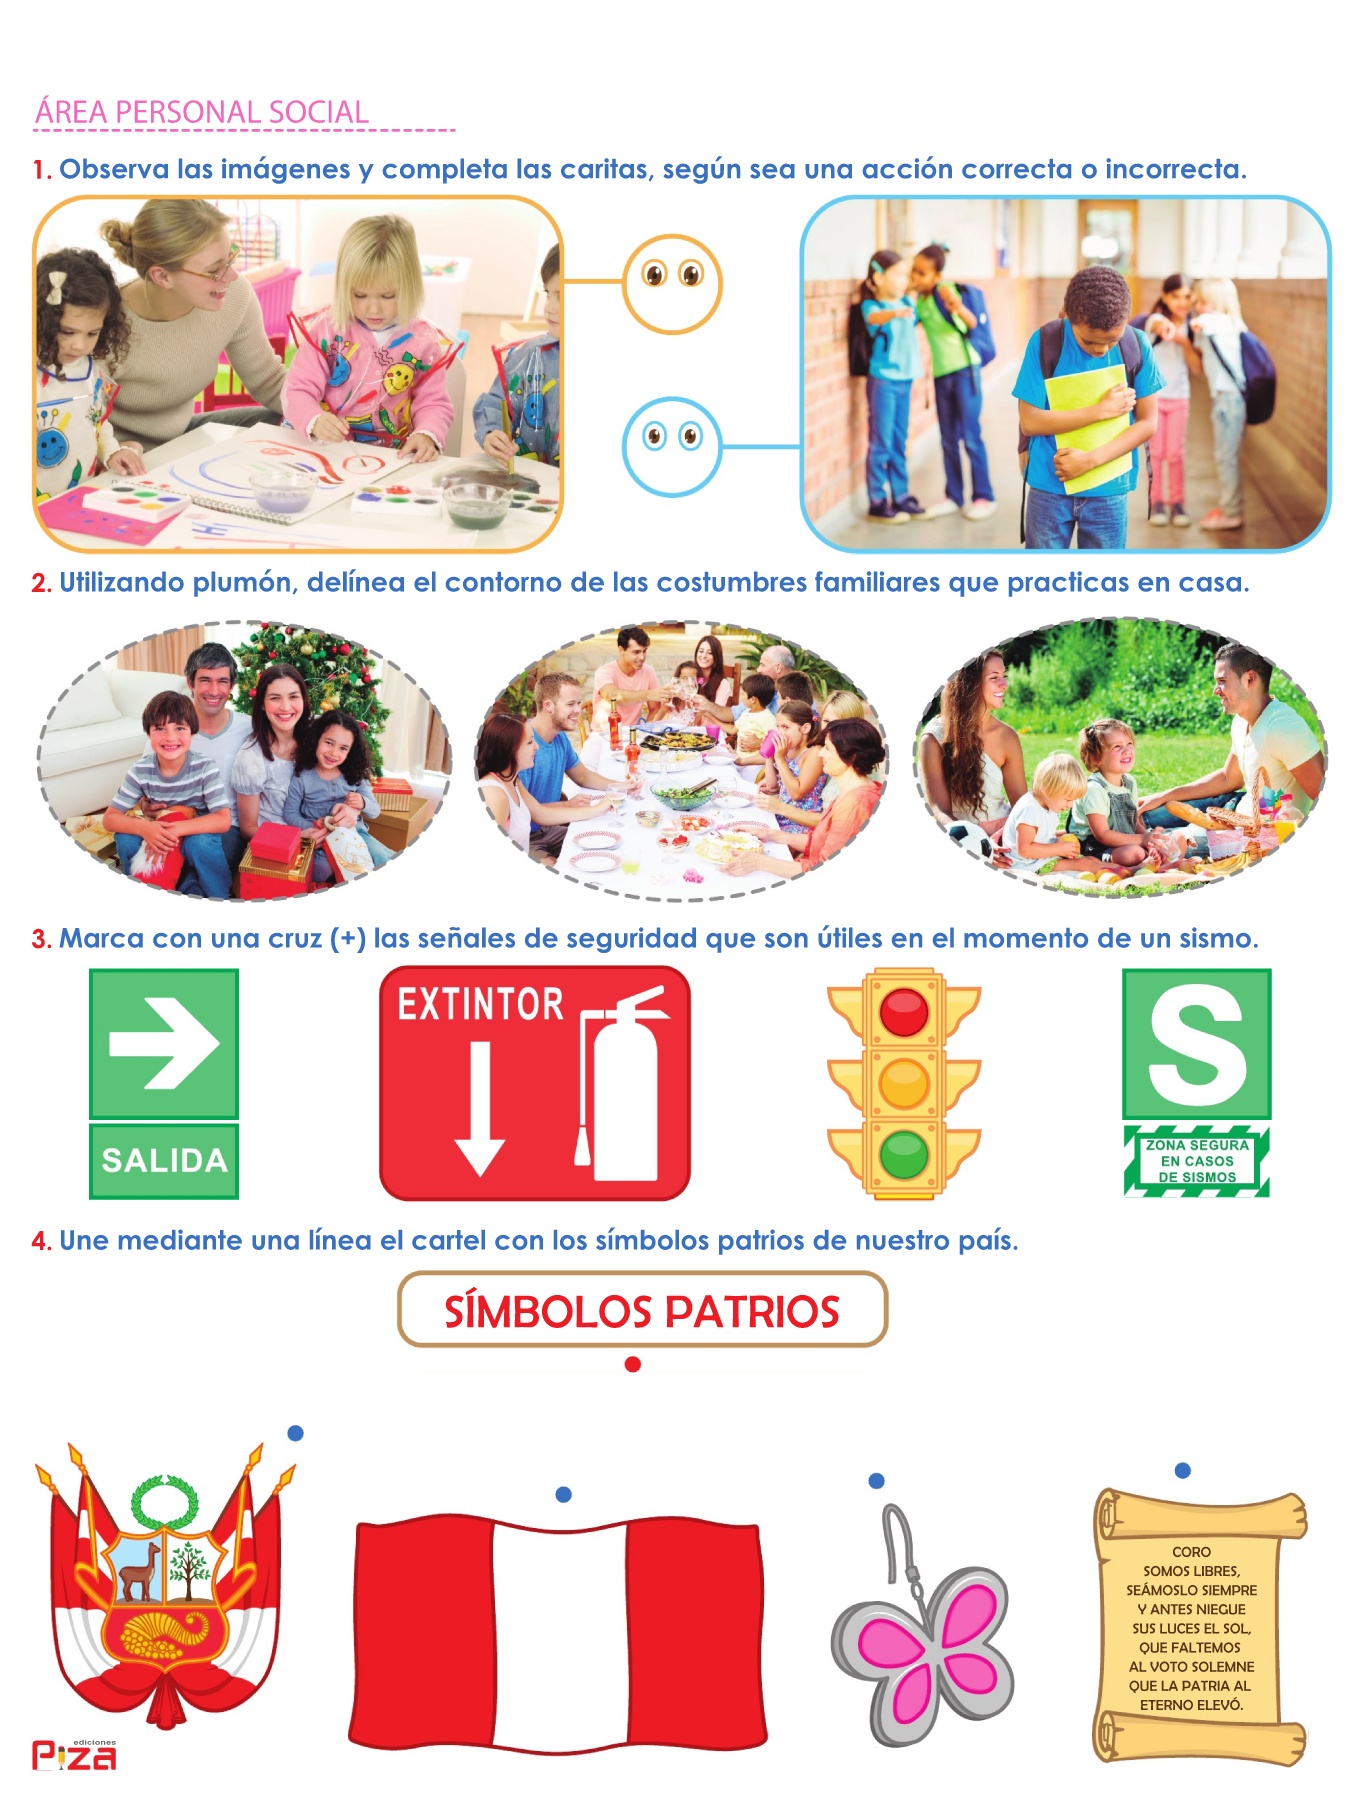 ÁREA PERSONAL SOCIAL
1. Observa las imágenes y completa las caritas, según sea una acción correcta o incorrecta.
2. Utilizando plumón, delínea el contorno de las costumbres familiares que practicas en casa.
3. Marca con una cruz (+) las señales de seguridad que son útiles en el momento de un sismo.
SALIDA
EXTINTOR
S
ZONA SEGURA
EN CASOS
DE SISMOS
4. Une mediante una línea el cartel con los símbolos patrios de nuestro país.
SÍMBOLOS PATRIOS
CORO
SOMOS LIBRES,
SEÁMOSLO SIEMPRE
Y ANTES NIEGUE
SUS LUCES EL SOL,
QUE FALTEMOS
AL VOTO SOLEMNE
QUE LA PATRIA AL
ETERNO ELEVÓ.
ediciones
Piza